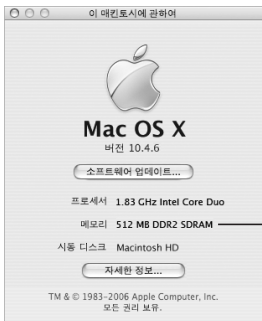 이 매킨토시에 관하여
Mac OS X
버전 10.4.6
소프트웨어 업데이트...
프로세서 1.83 GHz Intel Core Duo
메모리 512 MB DDR2 SDRAM
시동 디스크 Macintosh HD
자세한 정보...
TM & © 1983-2006 Apple Computer, Inc.
모든 권리 보유.